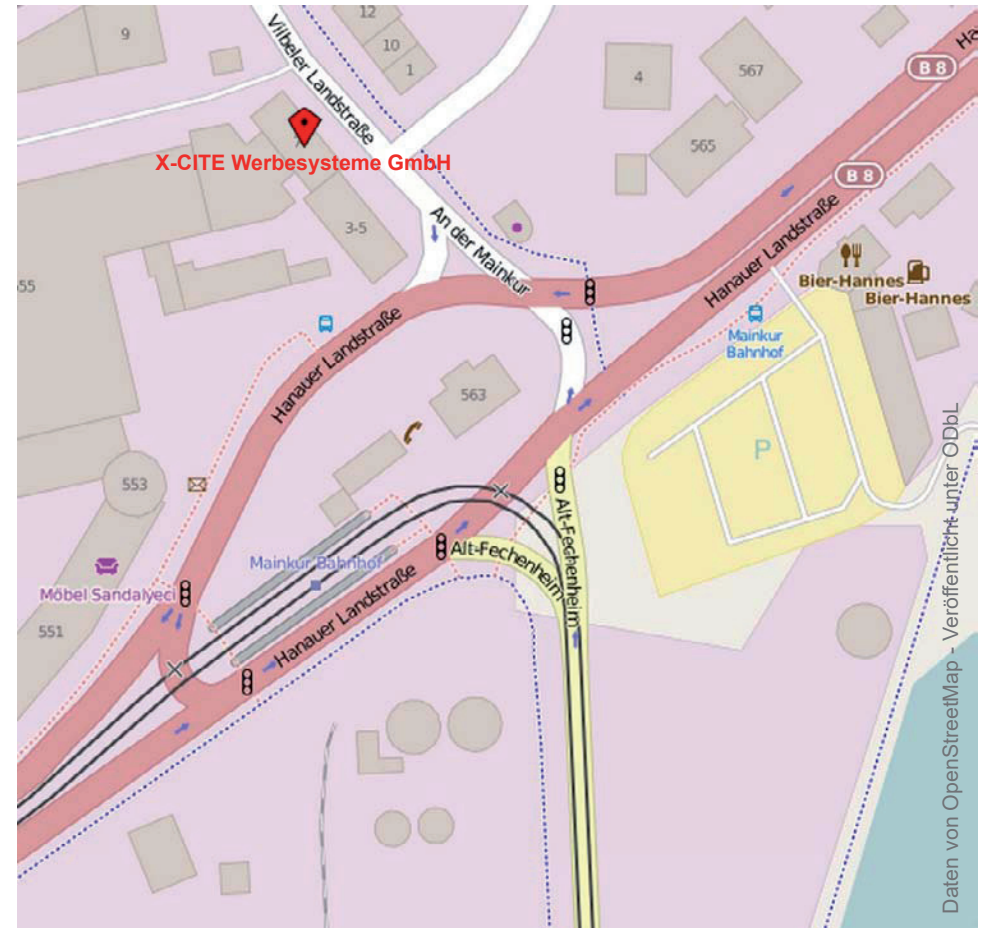 12
9
10
1
Vilbeler Landstraße
Ha
B 8
4
567
565
B 8
X-CITE Werbesysteme GmbH
3-5
An der Mainkur
Hanauer Landstraße
Bier-Hannes
Bier-Hannes
55
Mainkur
Bahnhof
Hanauer Landstraße
563
P
553
Alt-Fechenheim
Alt-Fechenheim
Mainkur Bahnhof
Möbel Sandalyeci
Hanauer Landstraße
551
Daten von OpenStreetMap - Veröffentlicht unter ODbL